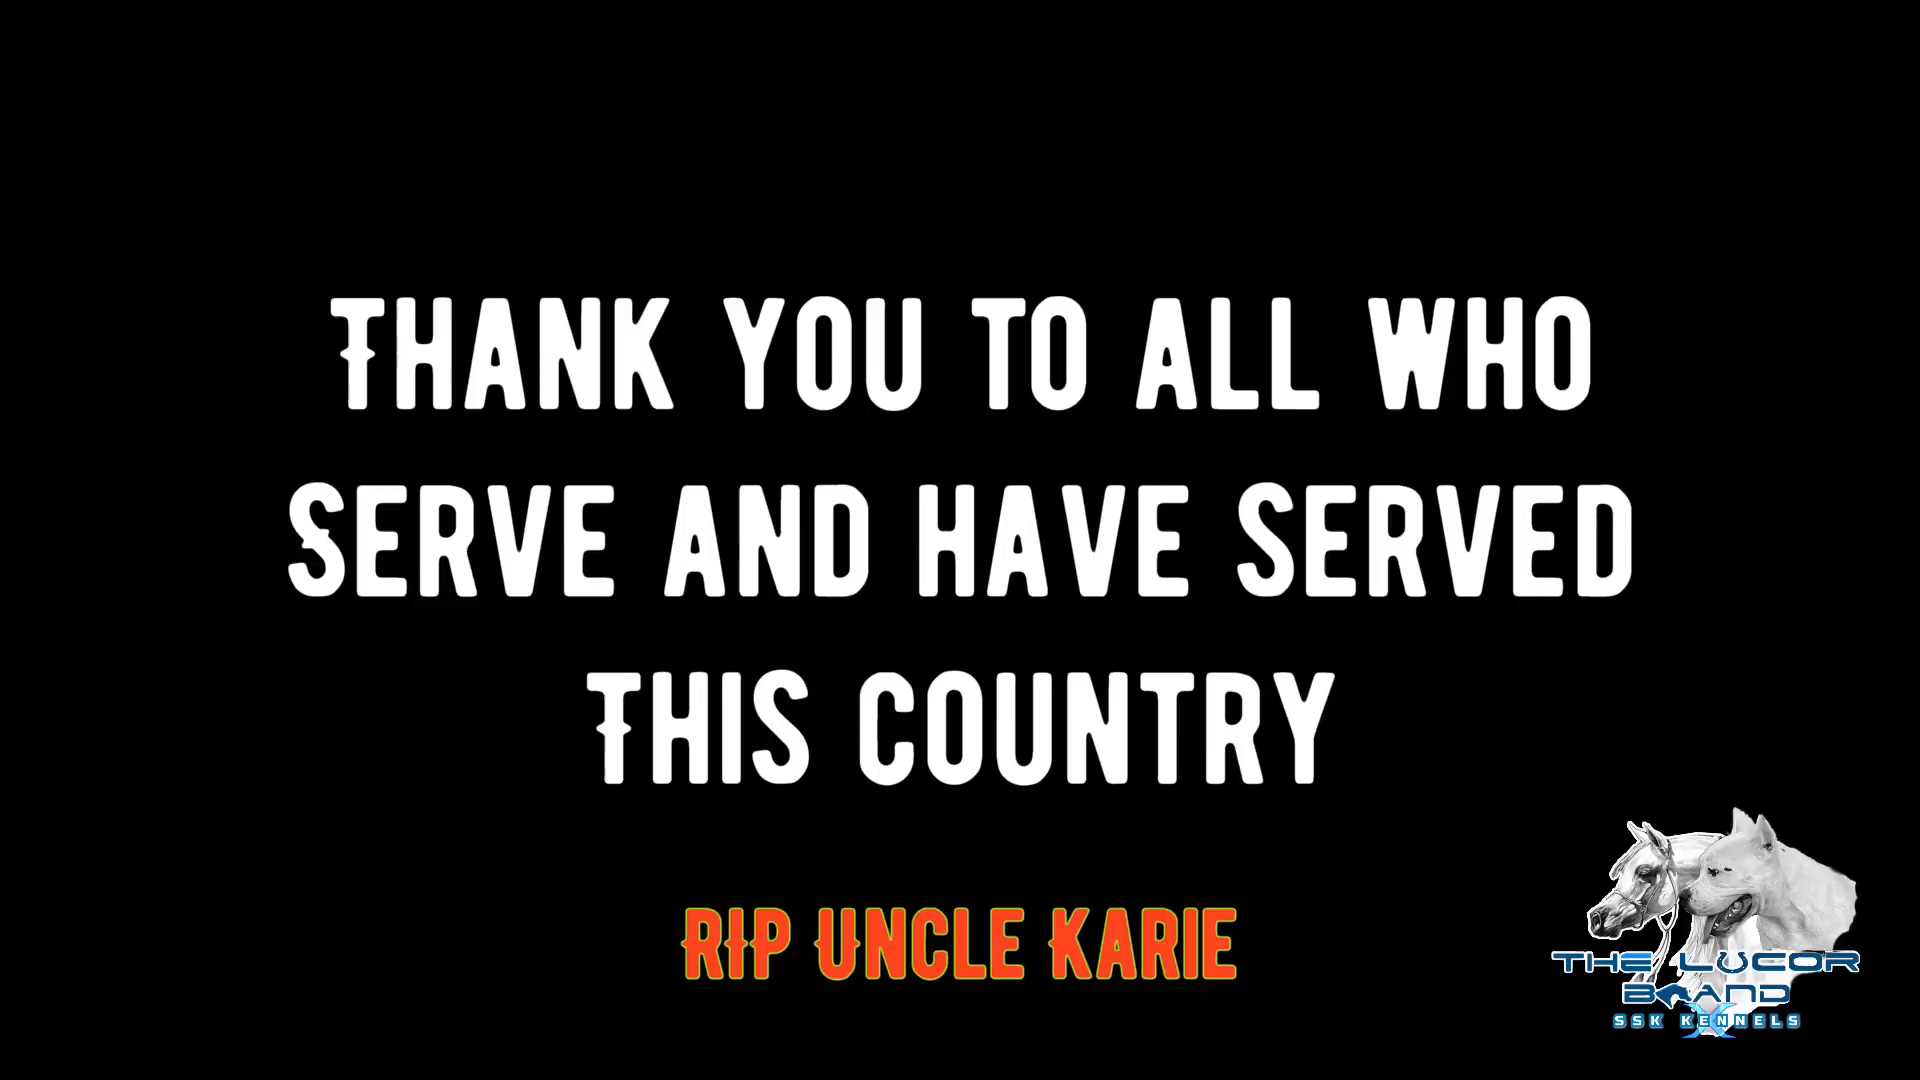 THANK YOU TO ALL WHO
SERVE AND HAVE SERVED
THIS COUNTRY
RIP UNCLE KARIE
THE LUCOR
BRAND
SSK KENNELS